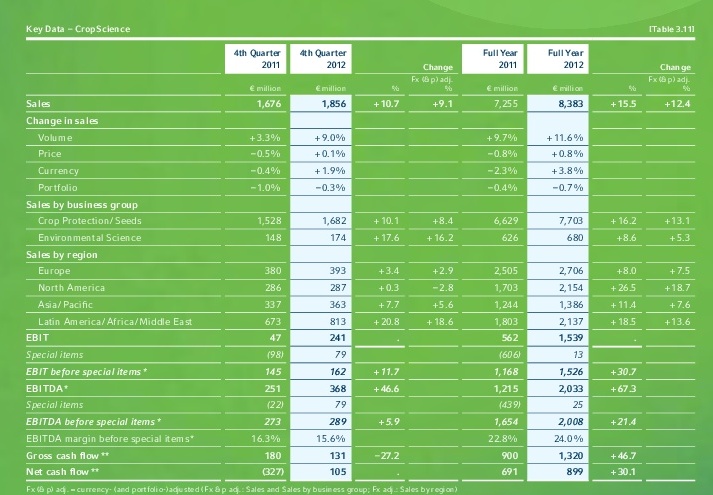 Key Data – CropScience [Table 3.11]
4th Quarter 2011 4th Quarter 2012 Change Full Year 2011 Full Year 2012 Change
€ million € million % Fx (& p) adj. % € million € million % Fx (& p) adj. %
Sales 1,676 1,856 +10.7 +9.1 7,255 8,383 +15.5 +12.4
Change in sales
Volume +3.3% +9.0% +9.7% +11.6%
Price −0.5% +0.1% −0.8% +0.8%
Currency −0.4% +1.9% −2.3% +3.8%
Portfolio −1.0% −0.3% −0.4% −0.7%
Sales by business group
Crop Protection/Seeds 1,528 1,682 +10.1 +8.4 6,629 7,703 +16.2 +13.1
Environmental Science 148 174 +17.6 +16.2 626 680 +8.6 +5.3
Sales by region
Europe 380 393 +3.4 +2.9 2,505 2,706 +8.0 +7.5
North America 286 287 +0.3 −2.8 1,703 2,154 +26.5 +18.7
Asia/Pacific 337 363 +7.7 +5.6 1,244 1,386 +11.4 +7.6
Latin America/Africa/Middle East 673 813 +20.8 +18.6 1,803 2,137 +18.5 +13.6
EBIT 47 241 . 562 1,539 .
Special items (98) 79 (606) 13
EBIT before special items* 145 162 +11.7 1,168 1,526 +30.7
EBITDA* 251 368 +46.6 1,215 2,033 +67.3
Special items (22) 79 (439) 25
EBITDA before special items* 273 289 +5.9 1,654 2,008 +21.4
EBITDA margin before special items* 16.3% 15.6% 22.8% 24.0%
Gross cash flow** 180 131 −27.2 900 1,320 +46.7
Net cash flow** (327) 105 . 691 899 +30.1
Fx (& p) adj. = currency- (and portfolio-)adjusted (Fx & p adj.: Sales and Sales by business group; Fx adj.: Sales by region)